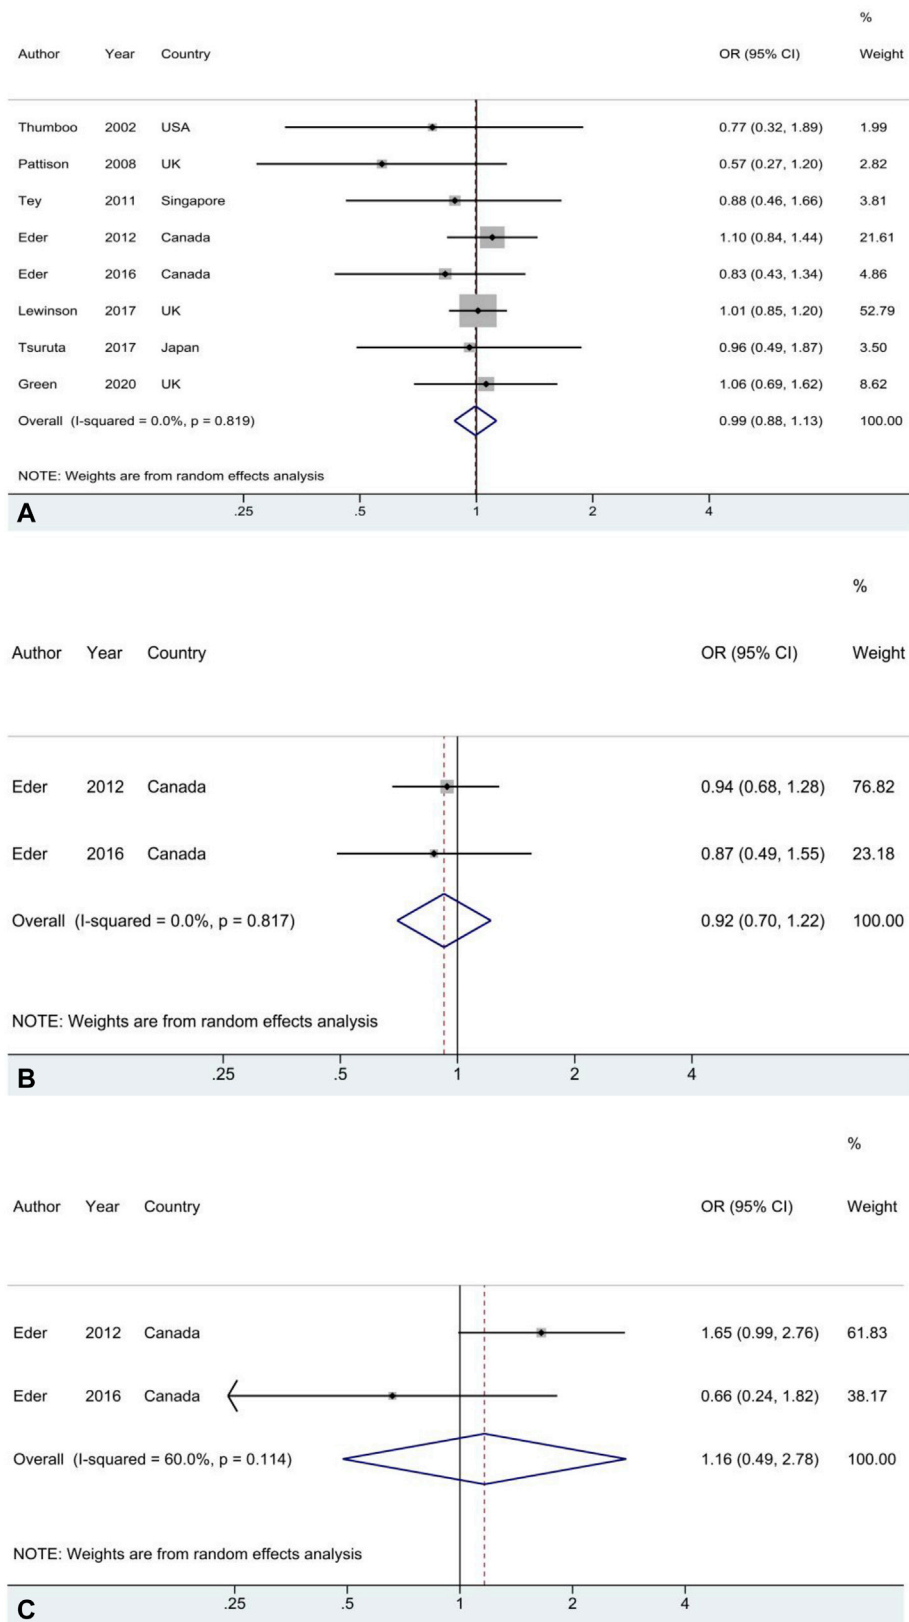 %
Author Year Country OR (95% CI) Weight
Thumboo 2002 USA 0.77 (0.32, 1.89) 1.99
Pattison 2008 UK 0.57 (0.27, 1.20) 2.82
Tey 2011 Singapore 0.88 (0.46, 1.66) 3.81
Eder 2012 Canada 1.10 (0.84, 1.44) 21.61
Eder 2016 Canada 0.83 (0.43, 1.34) 4.86
Lewinson 2017 UK 1.01 (0.85, 1.20) 52.79
Tsuruta 2017 Japan 0.96 (0.49, 1.87) 3.50
Green 2020 UK 1.06 (0.69, 1.62) 8.62
Overall (I-squared = 0.0%, p = 0.819) 0.99 (0.88, 1.13) 100.00
NOTE: Weights are from random effects analysis
A .25 .5 1 2 4
%
Author Year Country OR (95% CI) Weight
Eder 2012 Canada 0.94 (0.68, 1.28) 76.82
Eder 2016 Canada 0.87 (0.49, 1.55) 23.18
Overall (I-squared = 0.0%, p = 0.817) 0.92 (0.70, 1.22) 100.00
NOTE: Weights are from random effects analysis
B .25 .5 1 2 4
%
Author Year Country OR (95% CI) Weight
Eder 2012 Canada 1.65 (0.99, 2.76) 61.83
Eder 2016 Canada 0.66 (0.24, 1.82) 38.17
Overall (I-squared = 60.0%, p = 0.114) 1.16 (0.49, 2.78) 100.00
NOTE: Weights are from random effects analysis
C .25 .5 1 2 4